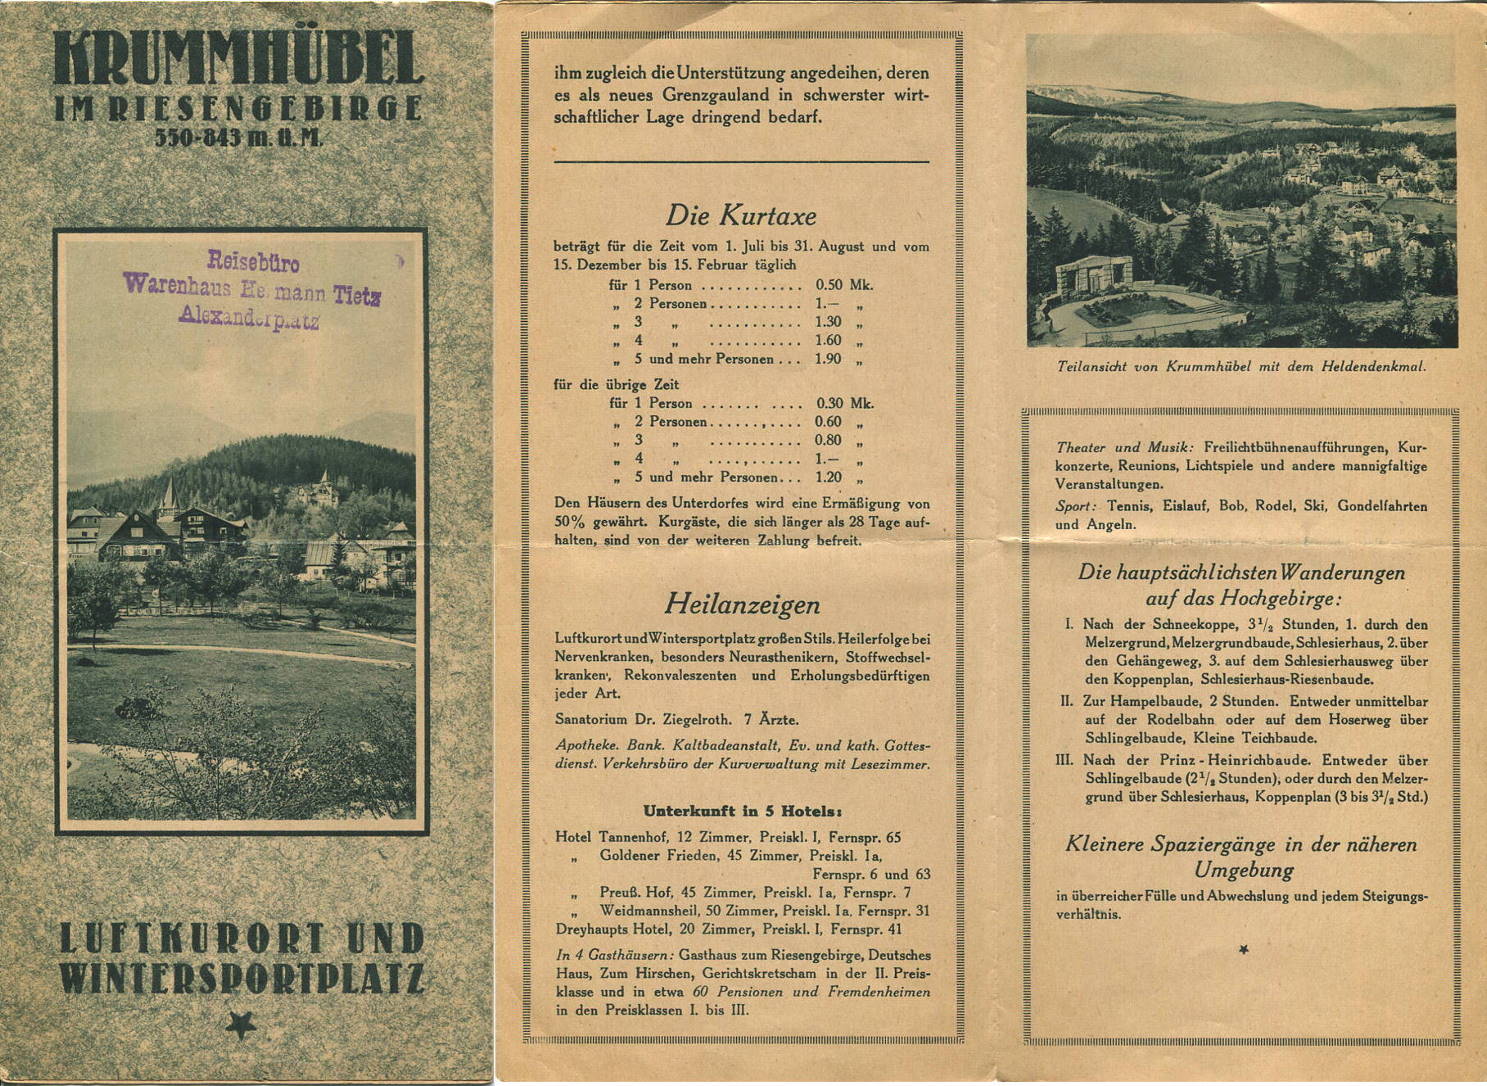 KRUMMHÜBEL
IM RIESENGEBIRGE
550-843 m. ü. M.
Reisebüro
Warenhaus Hermann Tietz
Alexanderplatz
LUFTKURORT UND
WINTERSPORTPLATZ
ihm zugleich die Unterstützung angedeihen, deren
es als neues Grenzgauland in schwerster wirt-
schaftlicher Lage dringend bedarf.
Die Kurtaxe
beträgt für die Zeit vom 1. Juli bis 31. August und vom
15. Dezember bis 15. Februar täglich
für 1 Person ............ 0.50 Mk.
„ 2 Personen........... 1.— „
„ 3 „ ........... 1.30 „
„ 4 „ ........... 1.60 „
„ 5 und mehr Personen ... 1.90 „
für die übrige Zeit
für 1 Person ....... .... 0.30 Mk.
„ 2 Personen........... 0.60 „
„ 3 „ ........... 0.80 „
„ 4 „ ........... 1.— „
„ 5 und mehr Personen... 1.20 „
Den Häusern des Unterdorfes wird eine Ermäßigung von
50% gewährt. Kurgäste, die sich länger als 28 Tage auf-
halten, sind von der weiteren Zahlung befreit.
Heilanzeigen
Luftkurort und Wintersportplatz großen Stils. Heilerfolge bei
Nervenkranken, besonders Neurasthenikern, Stoffwechsel-
kranken, Rekonvaleszenten und Erholungsbedürftigen
jeder Art.
Sanatorium Dr. Ziegelroth. 7 Ärzte.
Apotheke. Bank. Kaltbadeanstalt, Ev. und kath. Gottes-
dienst. Verkehrsbüro der Kurverwaltung mit Lesezimmer.
Unterkunft in 5 Hotels:
Hotel Tannenhof, 12 Zimmer, Preiskl. I, Fernspr. 65
„ Goldener Frieden, 45 Zimmer, Preiskl. Ia,
Fernspr. 6 und 63
„ Preuß. Hof, 45 Zimmer, Preiskl. Ia, Fernspr. 7
„ Weidmannsheil, 50 Zimmer, Preiskl. Ia, Fernspr. 31
Dreyhaupts Hotel, 20 Zimmer, Preiskl. I, Fernspr. 41
In 4 Gasthäusern: Gasthaus zum Riesengebirge, Deutsches
Haus, Zum Hirschen, Gerichtskretscham in der II. Preis-
klasse und in etwa 60 Pensionen und Fremdenheimen
in den Preisklassen I. bis III.
Teilansicht von Krummhübel mit dem Heldendenkmal.
Theater und Musik: Freilichtbühnenaufführungen, Kur-
konzerte, Reunions, Lichtspiele und andere mannigfaltige
Veranstaltungen.
Sport: Tennis, Eislauf, Bob, Rodel, Ski, Gondelfahrten
und Angeln.
Die hauptsächlichsten Wanderungen
auf das Hochgebirge:
I. Nach der Schneekoppe, 3½ Stunden, 1. durch den
Melzergrund, Melzergrundbaude, Schlesierhaus, 2. über
den Gehängeweg, 3. auf dem Schlesierhausweg über
den Koppenplan, Schlesierhaus-Riesenbaude.
II. Zur Hampelbaude, 2 Stunden. Entweder unmittelbar
auf der Rodelbahn oder auf dem Hoserweg über
Schlingelbaude, Kleine Teichbaude.
III. Nach der Prinz-Heinrichbaude. Entweder über
Schlingelbaude (2½ Stunden), oder durch den Melzer-
grund über Schlesierhaus, Koppenplan (3 bis 3½ Std.)
Kleinere Spaziergänge in der näheren
Umgebung
in überreicher Fülle und Abwechslung und jedem Steigungs-
verhältnis.